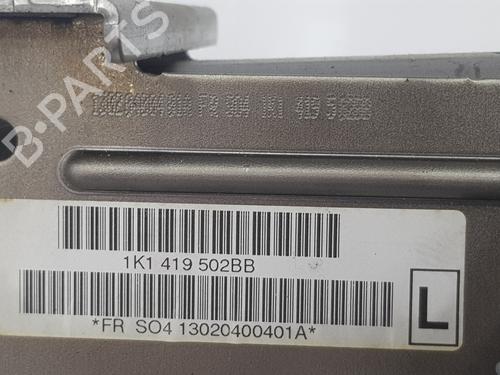 B-PARTS
1K1 419 502BB
*FR SO4 13020400401A*
L